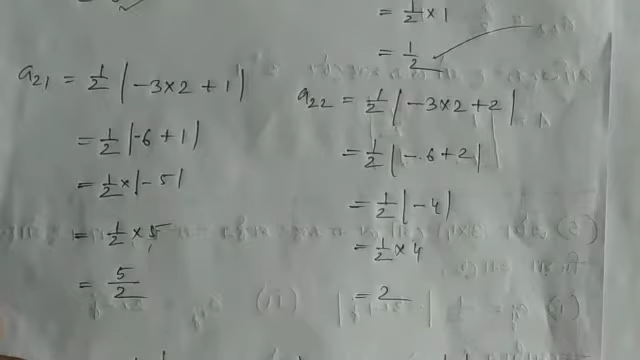 = 1/2 × 1
= 1/2
a21 = 1/2 |-3×2 + 1|
= 1/2 |-6 + 1|
= 1/2 × |-5|
= 1/2 × 5
= 5/2
a22 = 1/2 |-3×2 + 2|
= 1/2 |-6 + 2|
= 1/2 |-4|
= 1/2 × 4
= 2